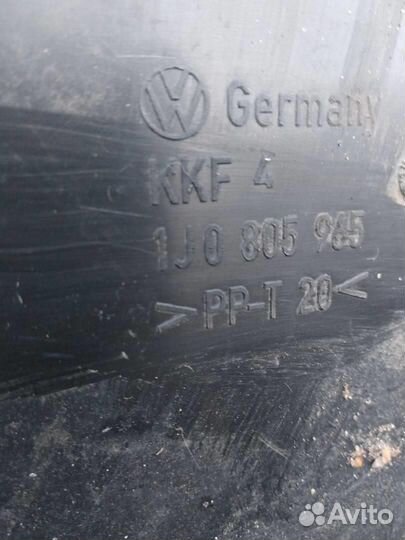 Germany
KKF 4
1J0 805 965
>PP-T 20<
Avito